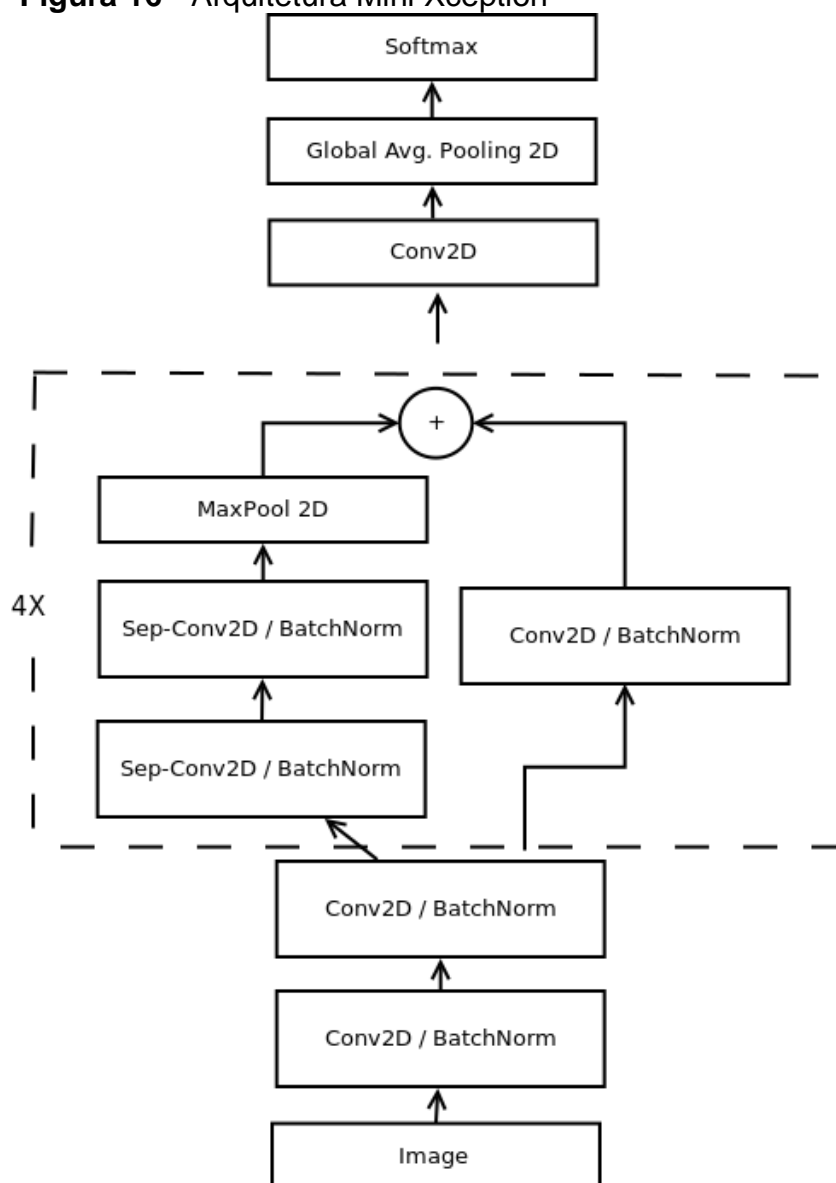 Figura 16 - Arquitetura Mini-Xception
Softmax
Global Avg. Pooling 2D
Conv2D
+
MaxPool 2D
4X
Sep-Conv2D / BatchNorm
Conv2D / BatchNorm
Sep-Conv2D / BatchNorm
Conv2D / BatchNorm
Conv2D / BatchNorm
Image